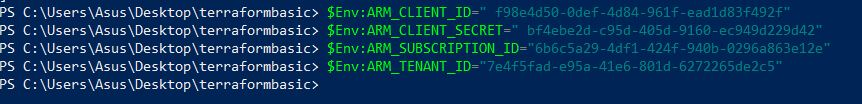 PS C:\Users\Asus\Desktop\terraformbasic> $Env:ARM_CLIENT_ID=" f98e4d50-0def-4d84-961f-ead1d83f492f"
PS C:\Users\Asus\Desktop\terraformbasic> $Env:ARM_CLIENT_SECRET=" bf4ebe2d-c95d-405d-9160-ec949d229d42"
PS C:\Users\Asus\Desktop\terraformbasic> $Env:ARM_SUBSCRIPTION_ID="6b6c5a29-4df1-424f-940b-0296a863e12e"
PS C:\Users\Asus\Desktop\terraformbasic> $Env:ARM_TENANT_ID="7e4f5fad-e95a-41e6-801d-6272265de2c5"
PS C:\Users\Asus\Desktop\terraformbasic>